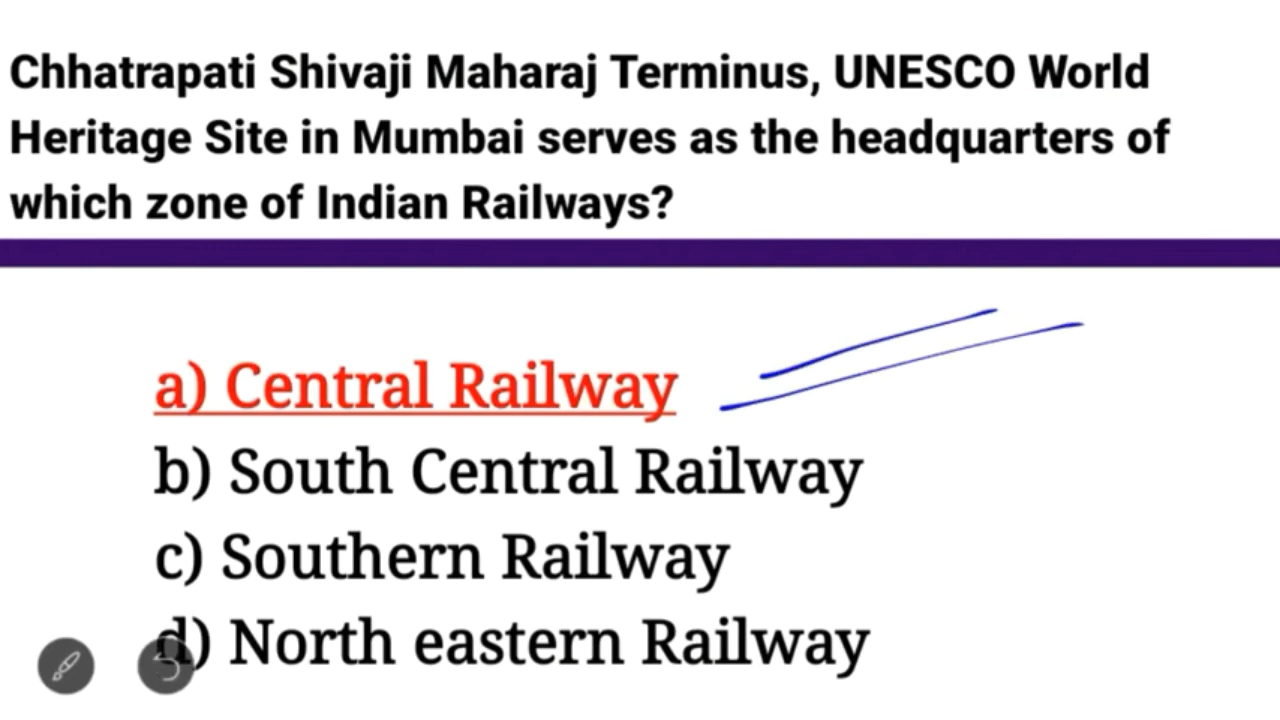 Chhatrapati Shivaji Maharaj Terminus, UNESCO World
Heritage Site in Mumbai serves as the headquarters of
which zone of Indian Railways?
a) Central Railway
b) South Central Railway
c) Southern Railway
d) North eastern Railway